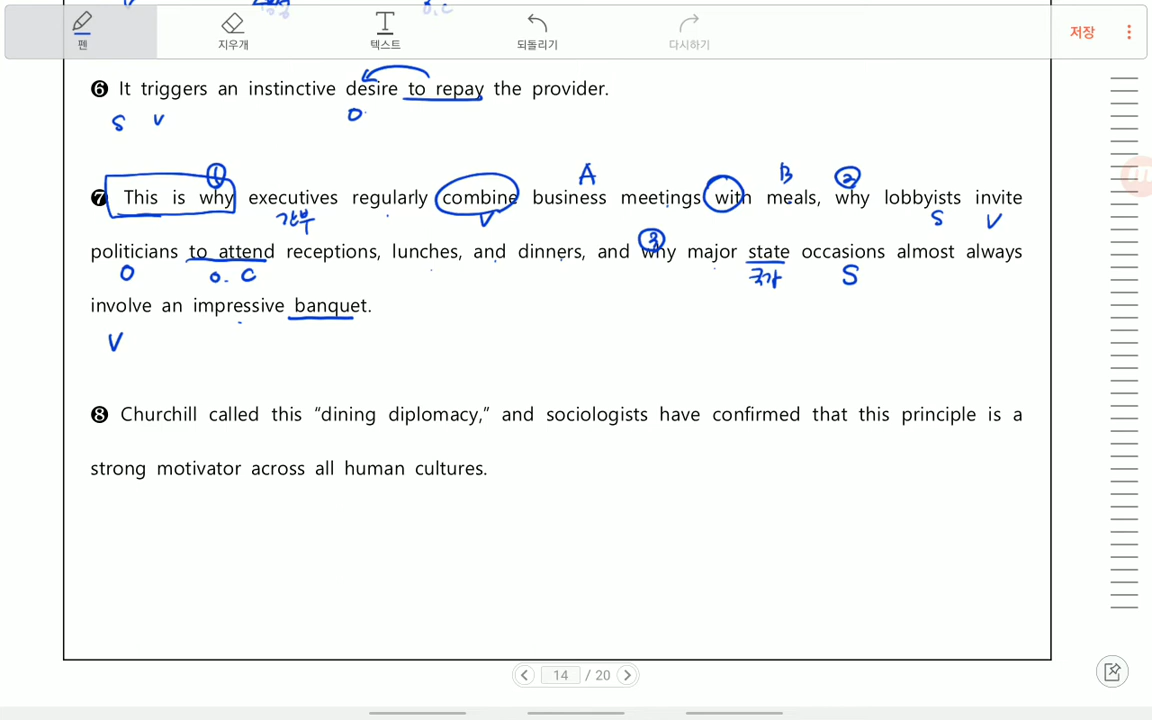 o.c
펜 지우개 텍스트 되돌리기 다시하기 저장
❻ It triggers an instinctive desire to repay the provider.
S V O
① A B ②
❼ This is why executives regularly combine business meetings with meals, why lobbyists invite
간부 V S V
③
politicians to attend receptions, lunches, and dinners, and why major state occasions almost always
O O.C 국가 S
involve an impressive banquet.
V
❽ Churchill called this “dining diplomacy,” and sociologists have confirmed that this principle is a
strong motivator across all human cultures.
14 / 20